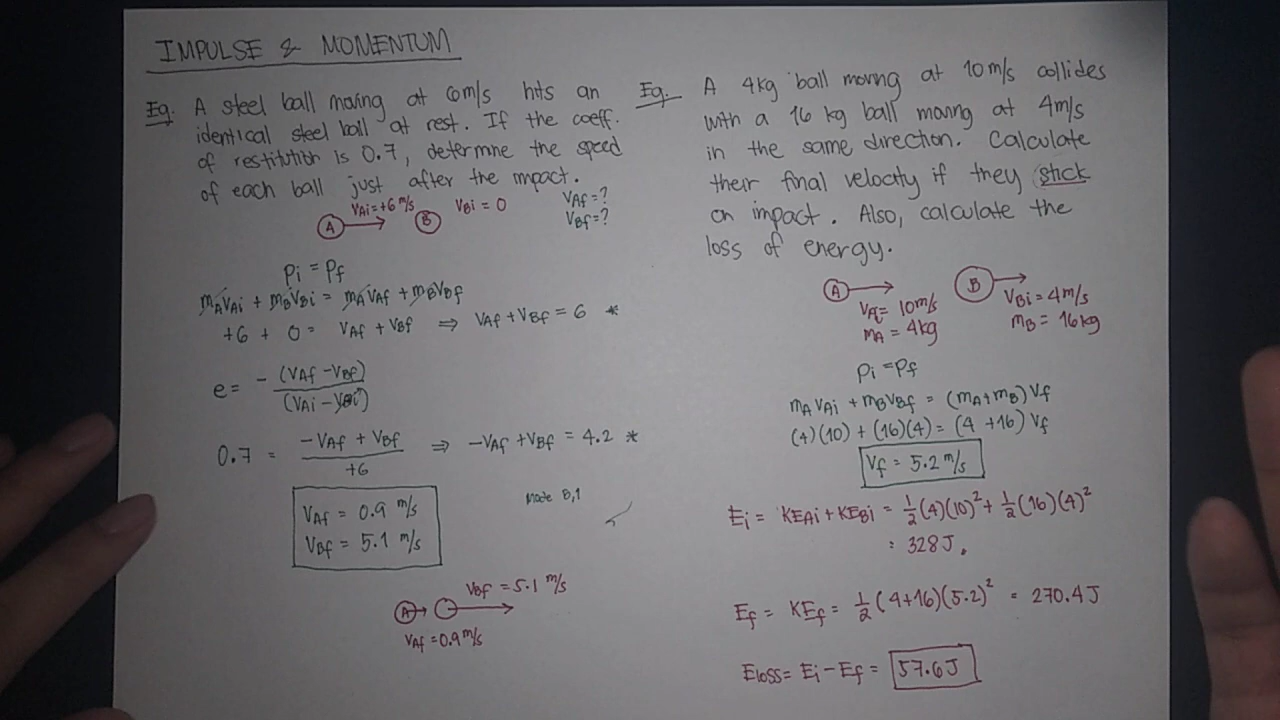 IMPULSE & MOMENTUM
Eg. A steel ball moving at 6m/s hits an
identical steel ball at rest. If the coeff.
of restitution is 0.7, determine the speed
of each ball just after the impact.
VAi=+6 m/s
A
B
VBi = 0
VAf = ?
VBf = ?
Pi = Pf
mAVAi + mBVBi = mAVAf + mBVBf
+6 + 0 = VAf + VBf ⇒ VAf + VBf = 6 *
e = - (VAf - VBf)
(VAi - VBi)
0.7 = -VAf + VBf ⇒ -VAf + VBf = 4.2 *
+6
VAf = 0.9 m/s
VBf = 5.1 m/s
Mode 8,1
VBf = 5.1 m/s
A
VAf = 0.9 m/s
Eg. A 4kg ball moving at 10m/s collides
with a 16 kg ball moving at 4m/s
in the same direction. Calculate
their final velocity if they stick
on impact. Also, calculate the
loss of energy.
A
B
VAi = 10m/s
mA = 4kg
VBi = 4m/s
mB = 16kg
Pi = Pf
mAVAi + mBVBf = (mA+mB) Vf
(4)(10) + (16)(4) = (4+16) Vf
Vf = 5.2 m/s
Ei = KEAi + KEBi = 1/2(4)(10)² + 1/2(16)(4)²
= 328 J.
Ef = KEf = 1/2(4+16)(5.2)² = 270.4 J
Eloss = Ei - Ef = 57.6 J